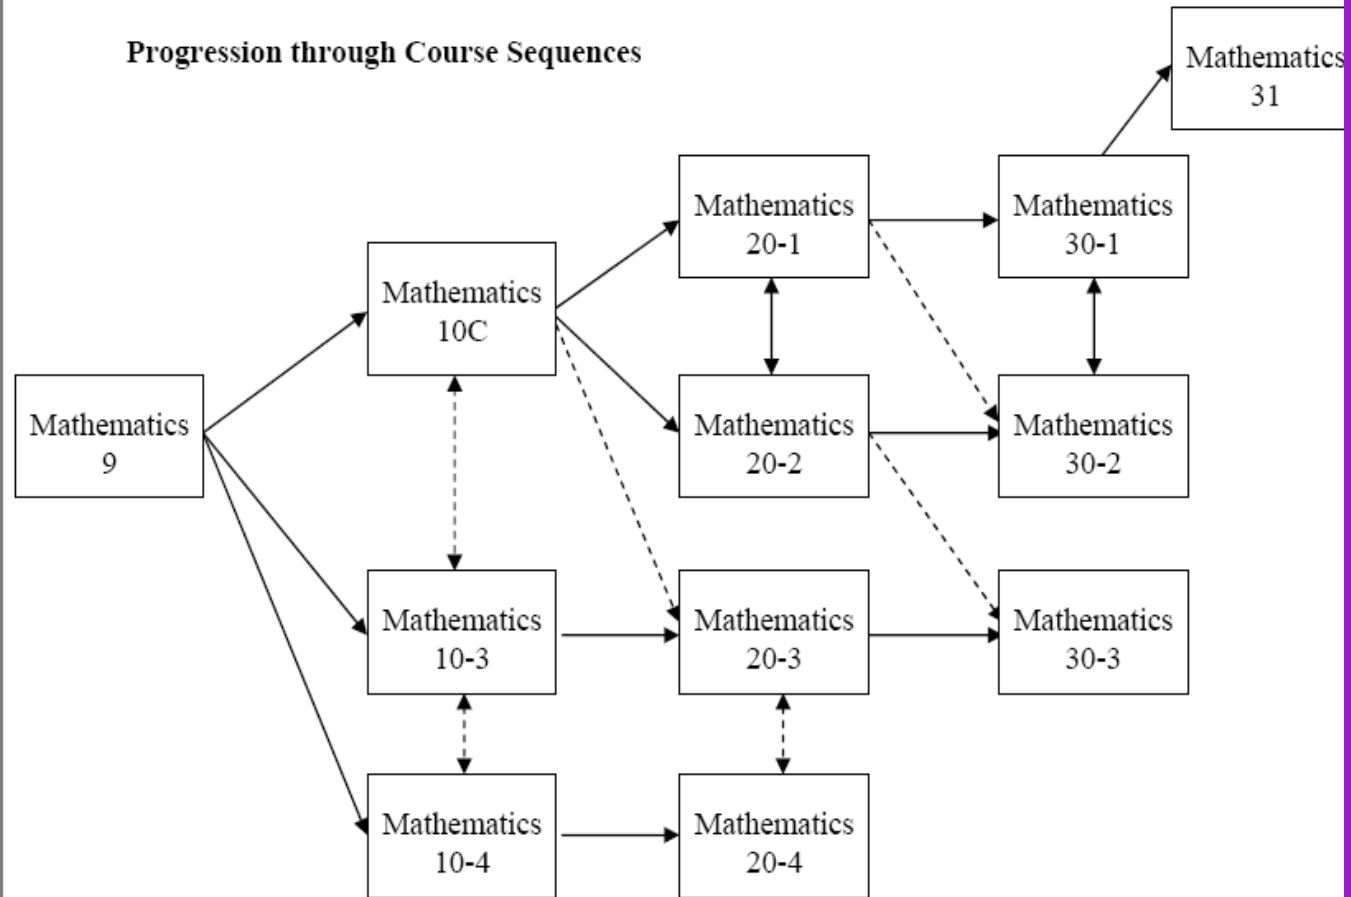 Progression through Course Sequences
Mathematics
31
Mathematics
20-1
Mathematics
30-1
Mathematics
10C
Mathematics
9
Mathematics
20-2
Mathematics
30-2
Mathematics
10-3
Mathematics
20-3
Mathematics
30-3
Mathematics
10-4
Mathematics
20-4